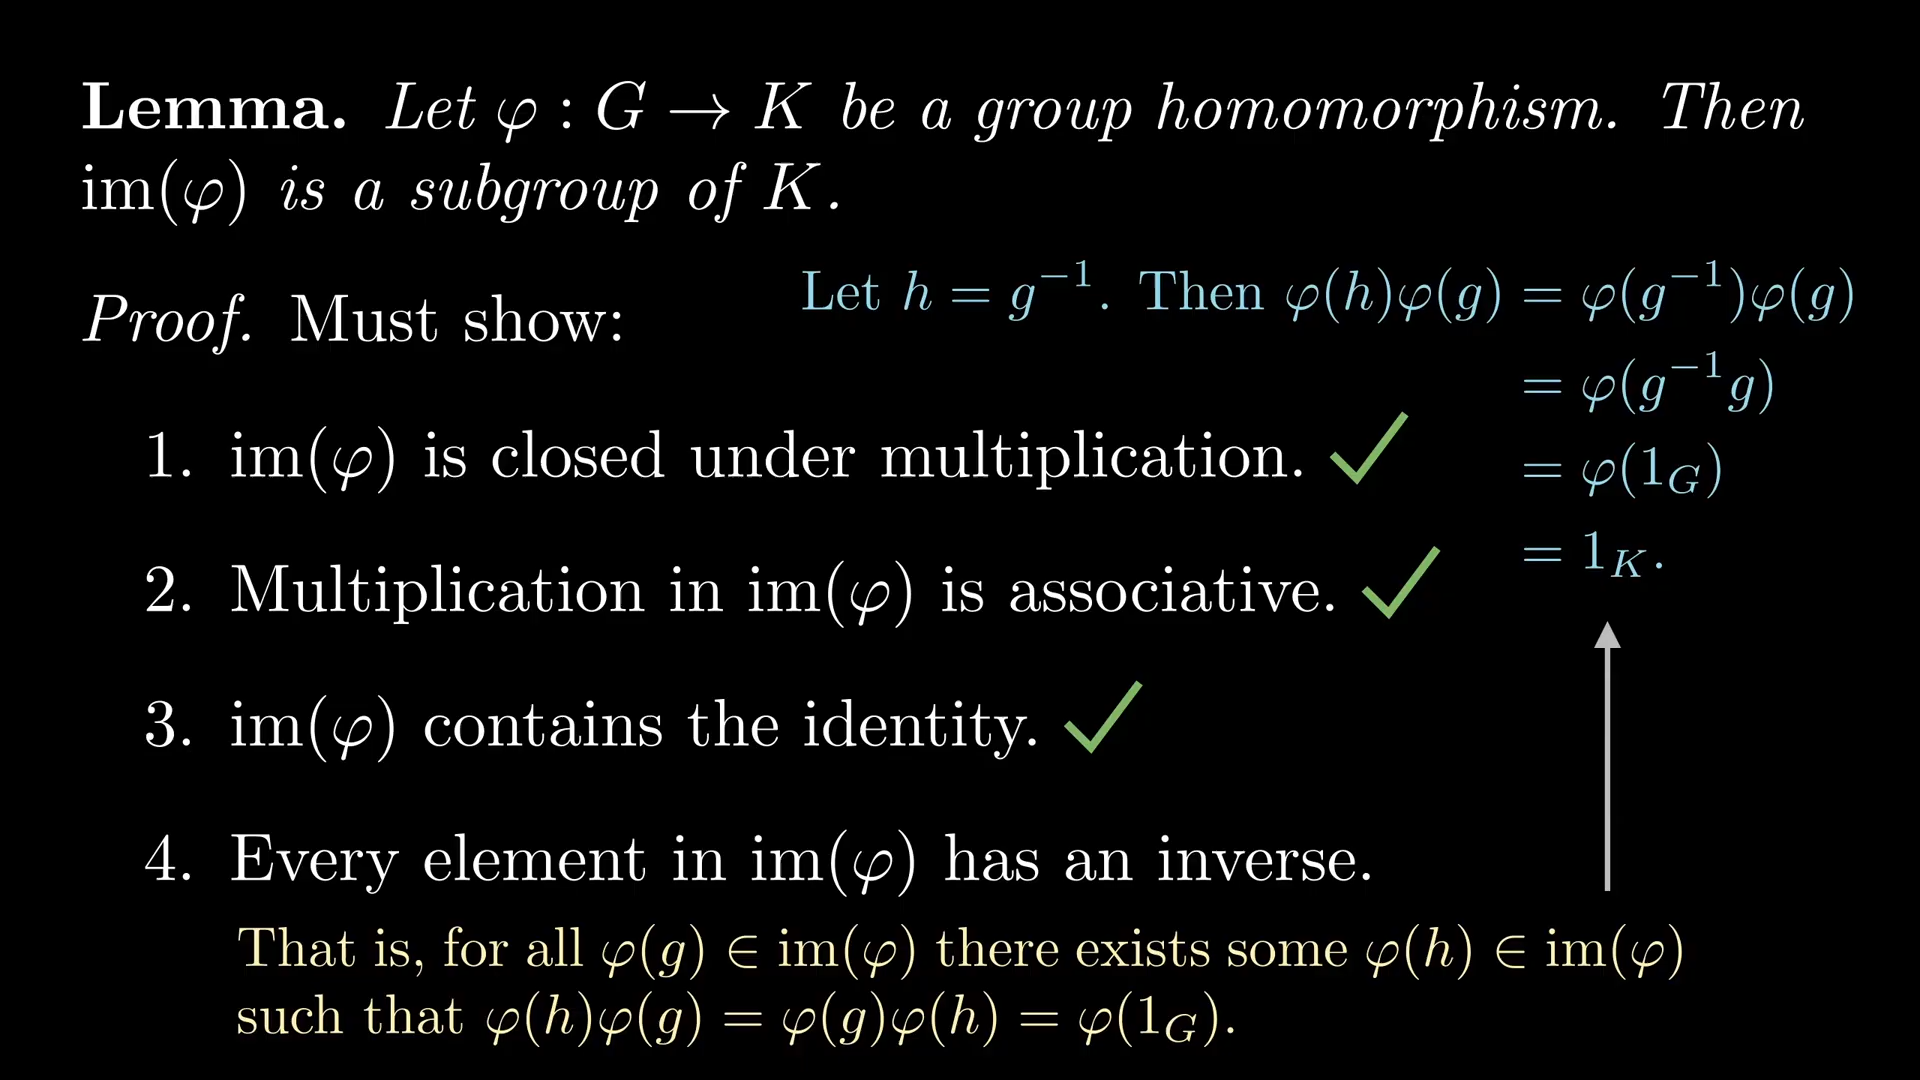 Lemma. Let φ : G → K be a group homomorphism. Then
im(φ) is a subgroup of K.
Proof. Must show:
Let h = g⁻¹. Then φ(h)φ(g) = φ(g⁻¹)φ(g)
= φ(g⁻¹g)
= φ(1_G)
= 1_K.
1. im(φ) is closed under multiplication. ✓
2. Multiplication in im(φ) is associative. ✓
3. im(φ) contains the identity. ✓
4. Every element in im(φ) has an inverse.
That is, for all φ(g) ∈ im(φ) there exists some φ(h) ∈ im(φ)
such that φ(h)φ(g) = φ(g)φ(h) = φ(1_G).